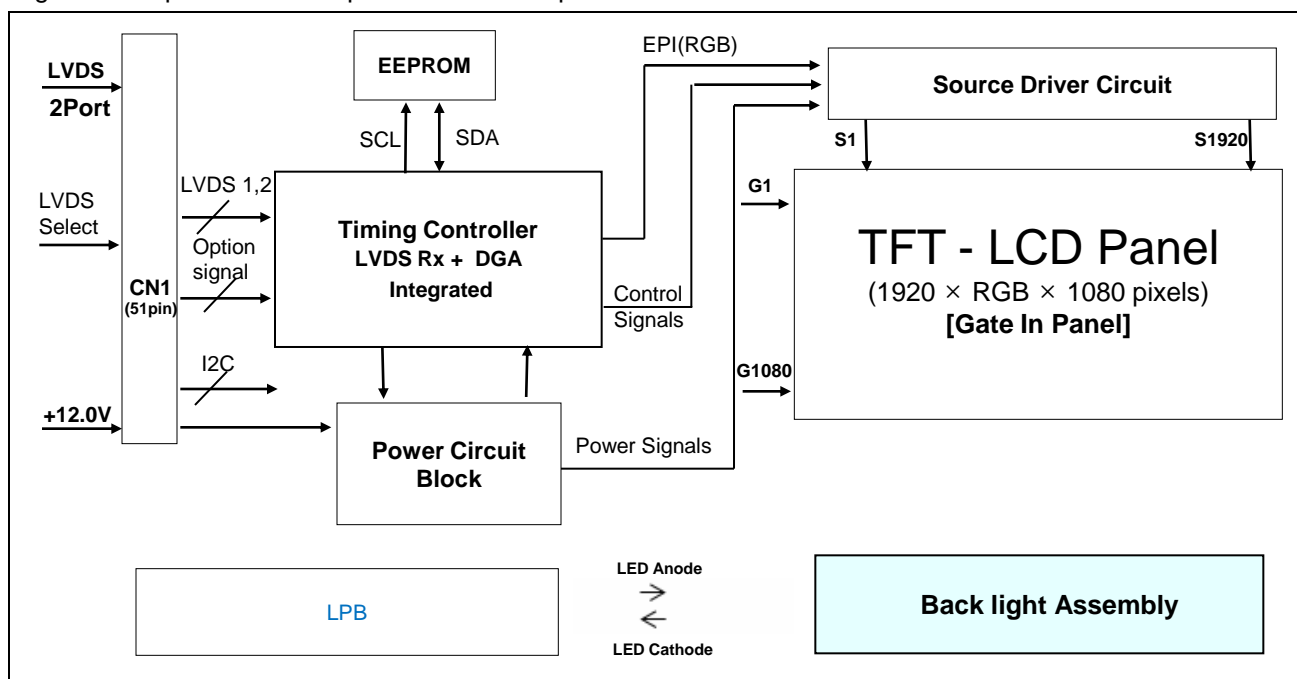 LVDS
2Port
LVDS
Select
+12.0V
CN1
(51pin)
LVDS 1,2
Option
signal
I2C
EEPROM
SCL
SDA
Timing Controller
LVDS Rx + DGA
Integrated
Power Circuit
Block
EPI(RGB)
Control
Signals
Power Signals
Source Driver Circuit
S1
S1920
G1
G1080
TFT - LCD Panel
(1920 × RGB × 1080 pixels)
[Gate In Panel]
LPB
LED Anode
LED Cathode
Back light Assembly